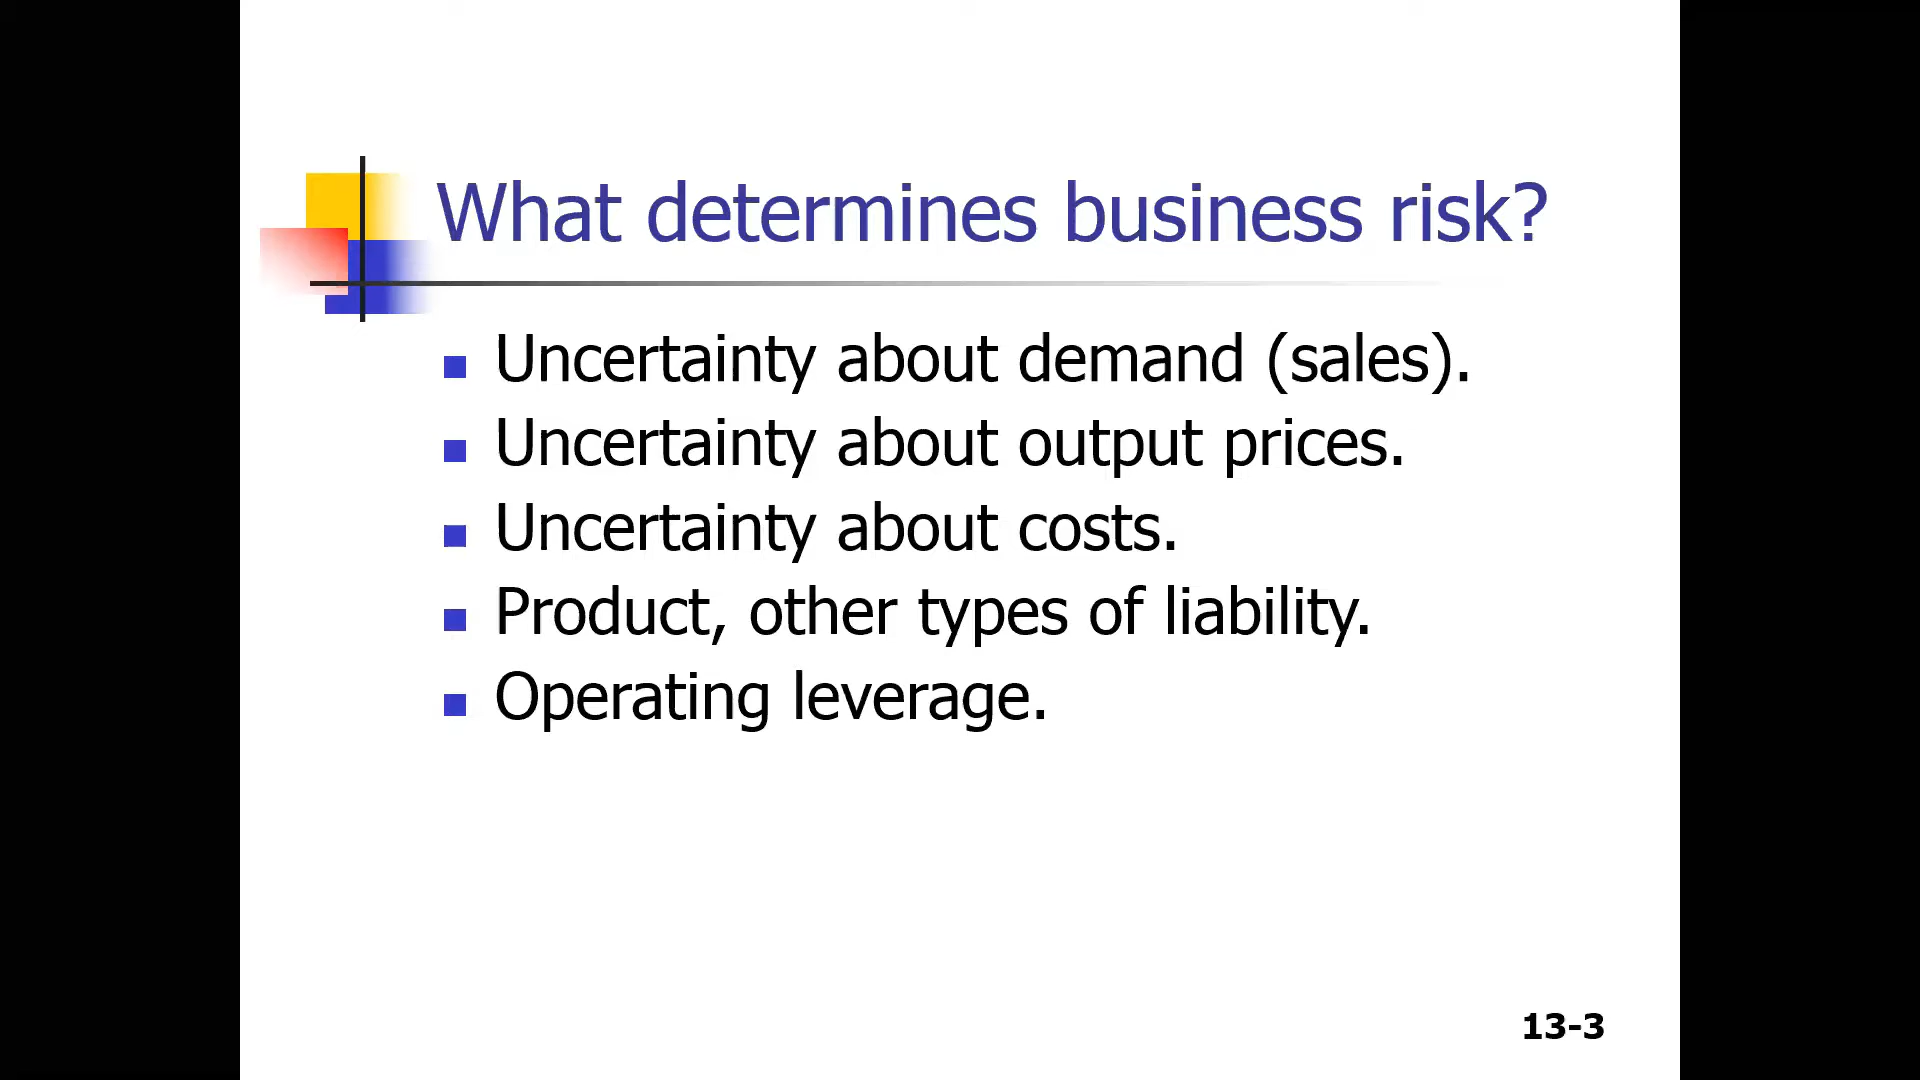 What determines business risk?
Uncertainty about demand (sales).
Uncertainty about output prices.
Uncertainty about costs.
Product, other types of liability.
Operating leverage.
13-3